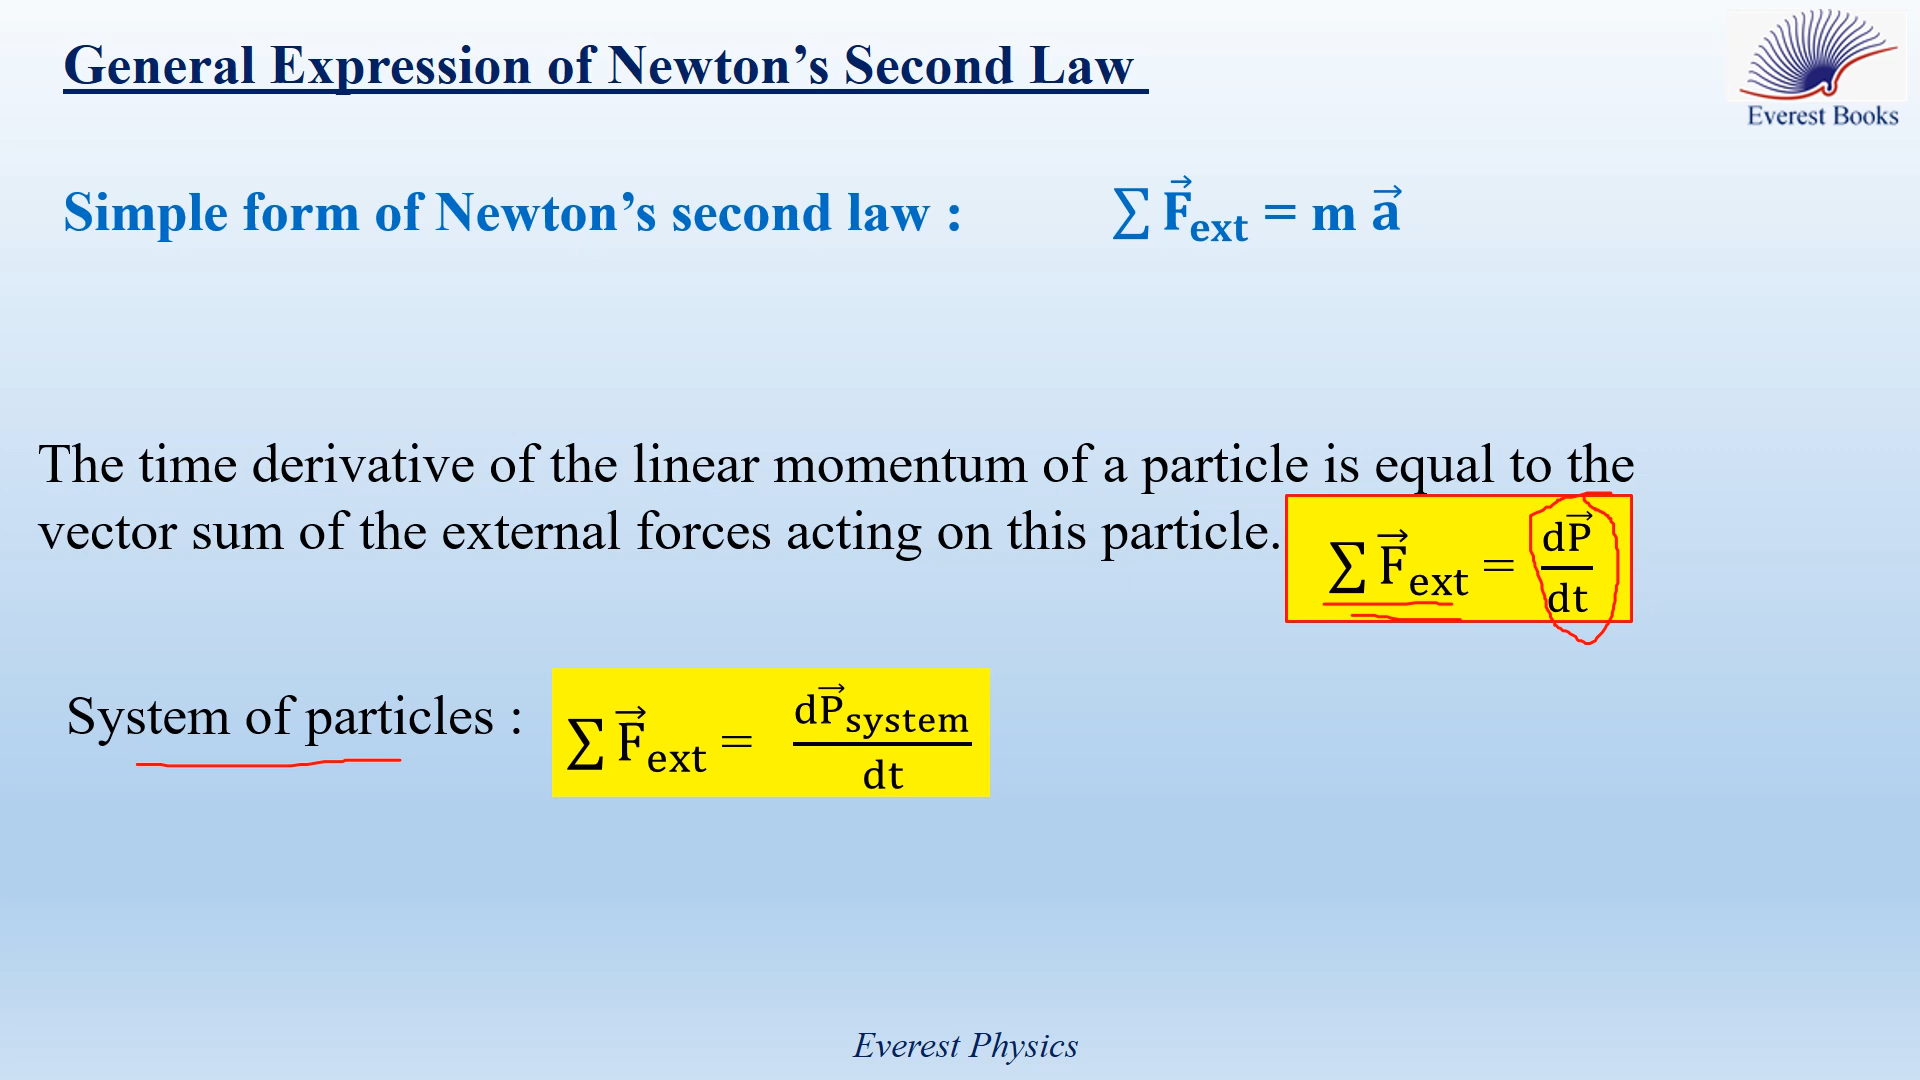 General Expression of Newton’s Second Law
Everest Books
Simple form of Newton’s second law : ∑ F⃗ext = m a⃗
The time derivative of the linear momentum of a particle is equal to the
vector sum of the external forces acting on this particle. ∑ F⃗ext = dP⃗/dt
System of particles : ∑ F⃗ext = dP⃗system/dt
Everest Physics